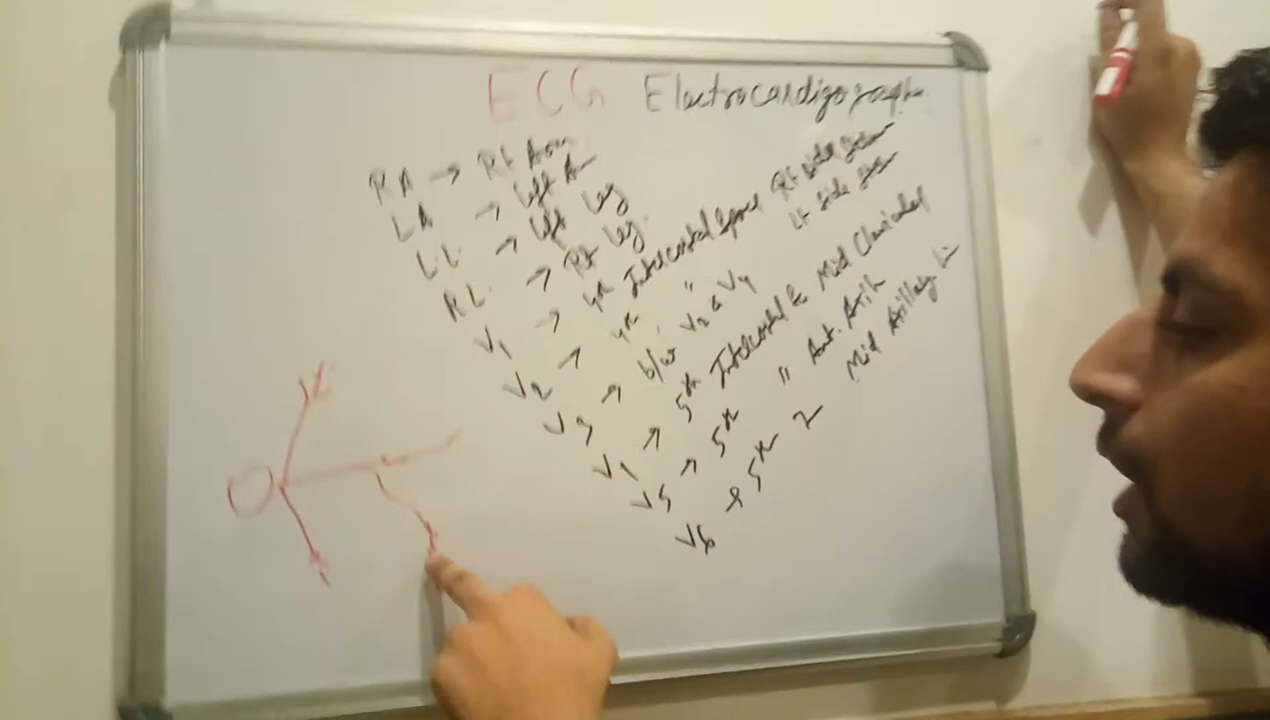 ECG Electrocardiograph
RA → Rt Arm
LA → Left Arm
LL → Left Leg
RL → Rt Leg
V1 → 4th Intercostal Space Rt side
V2 → 4th " Lt side
V3 → b/w V2 & V4
V4 → 5th Intercostal & Mid Clavicular
V5 → 5th " Ant.
V6 → 5th " Mid